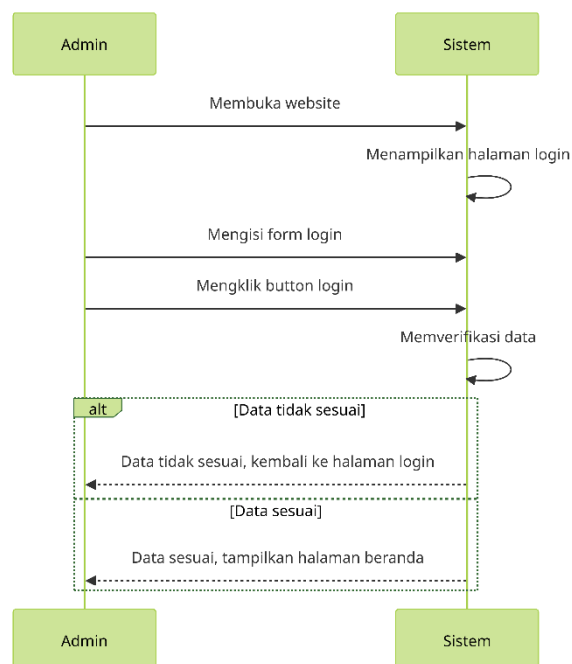 Admin
Sistem
Membuka website
Menampilkan halaman login
Mengisi form login
Mengklik button login
Memverifikasi data
alt
[Data tidak sesuai]
Data tidak sesuai, kembali ke halaman login
[Data sesuai]
Data sesuai, tampilkan halaman beranda
Admin
Sistem